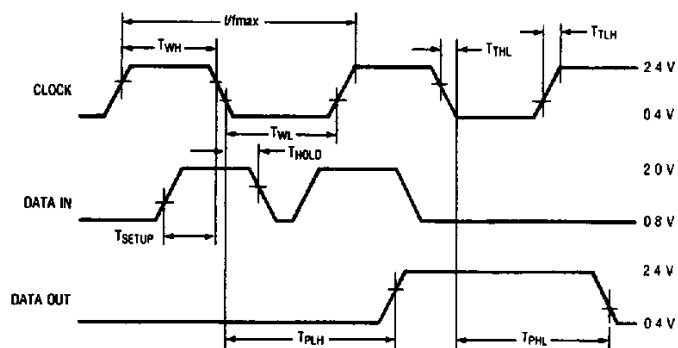 t/fmax
TWH
TTHL
TTLH
CLOCK
2 4 V
0 4 V
TWL
THOLD
DATA IN
2 0 V
0 8 V
TSETUP
DATA OUT
2 4 V
0 4 V
TPLH
TPHL